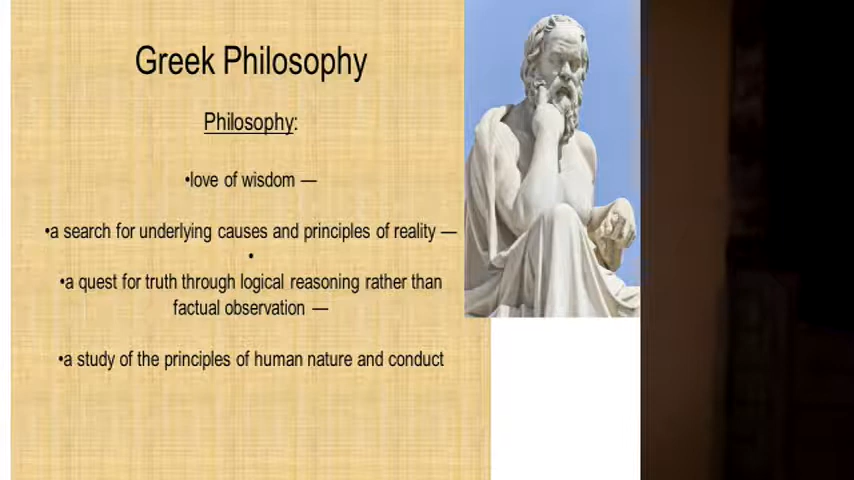 Greek Philosophy
Philosophy:
•love of wisdom —
•a search for underlying causes and principles of reality —
•
•a quest for truth through logical reasoning rather than
factual observation —
•a study of the principles of human nature and conduct